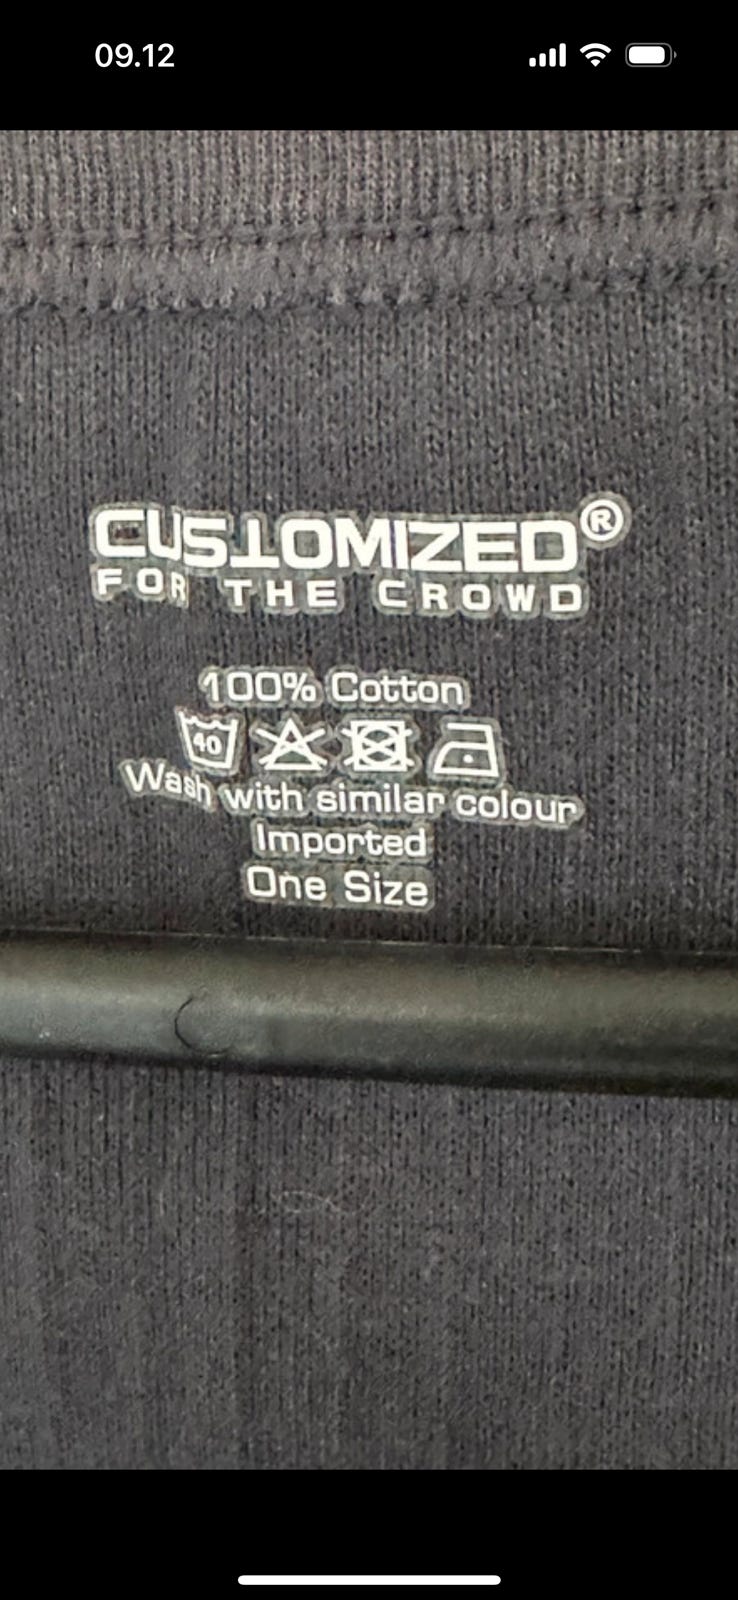 09.12
CUSTOMIZED®
FOR THE CROWD
100% Cotton
40
Wash with similar colour
Imported
One Size